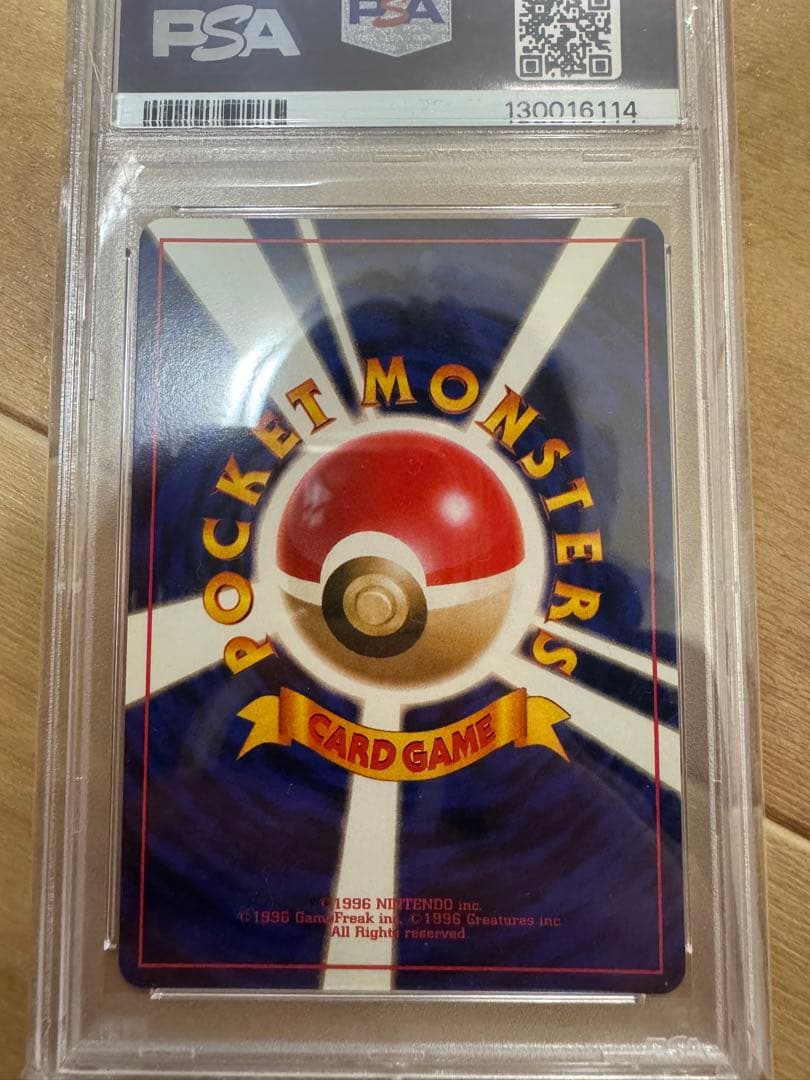 PSA
PSA
130016114
POCKET MONSTERS
CARD GAME
©1996 NINTENDO inc.
©1996 GameFreak inc. ©1996 Creatures inc
All Rights reserved.